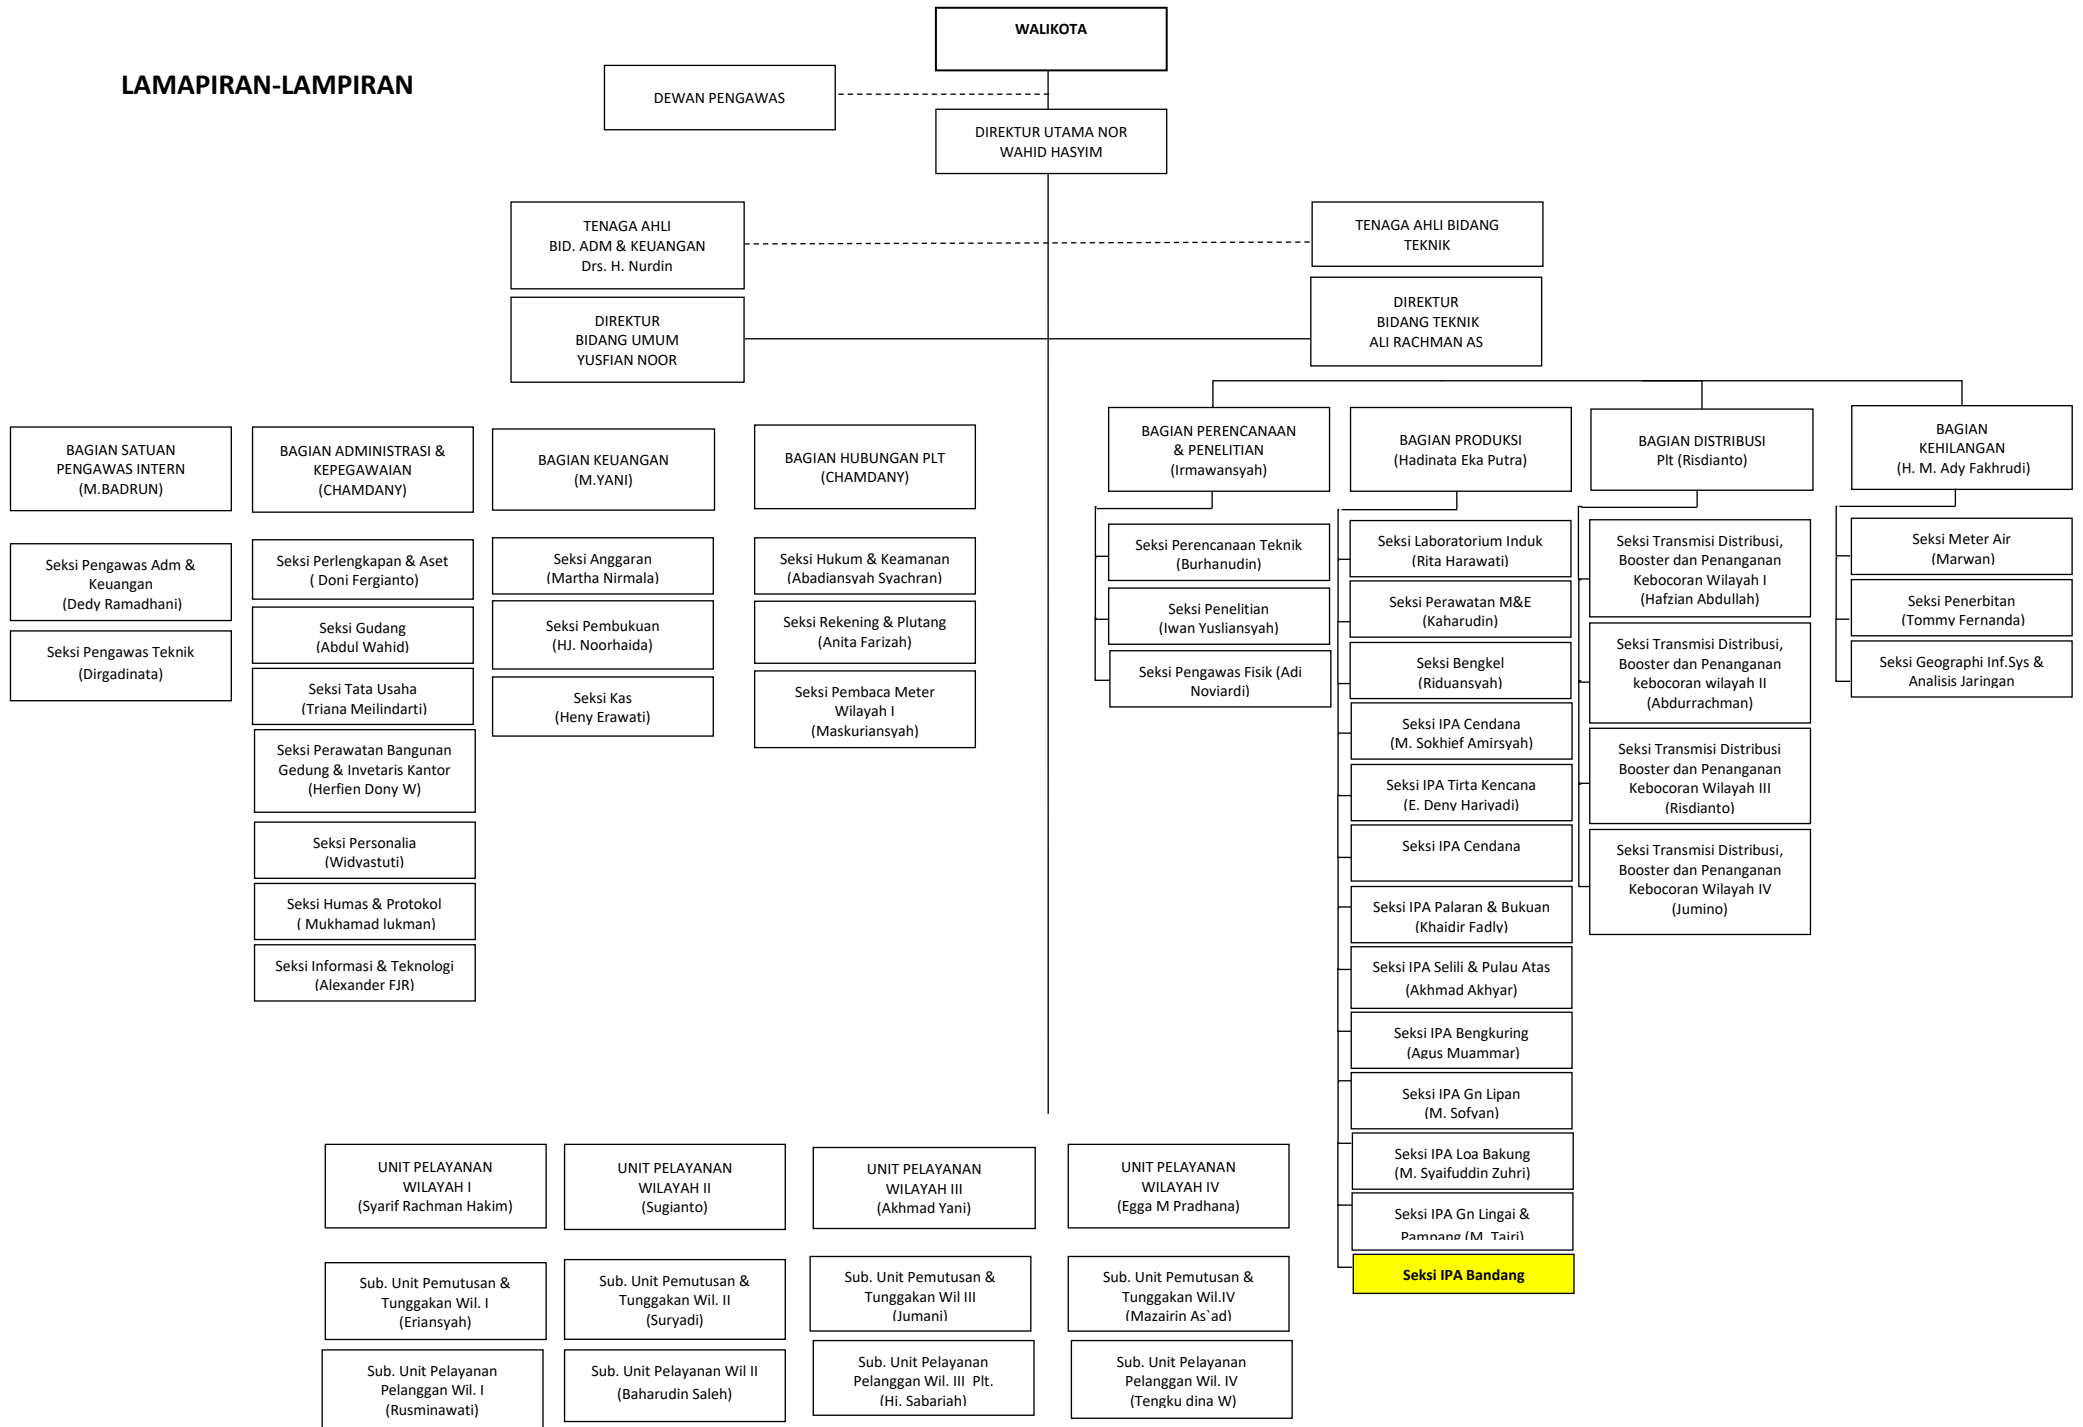 WALIKOTA
LAMAPIRAN-LAMPIRAN
DEWAN PENGAWAS
DIREKTUR UTAMA NOR
WAHID HASYIM
TENAGA AHLI
BID. ADM & KEUANGAN
Drs. H. Nurdin
TENAGA AHLI BIDANG
TEKNIK
DIREKTUR
BIDANG UMUM
YUSFIAN NOOR
DIREKTUR
BIDANG TEKNIK
ALI RACHMAN AS
BAGIAN SATUAN
PENGAWAS INTERN
(M.BADRUN)
BAGIAN ADMINISTRASI &
KEPEGAWAIAN
(CHAMDANY)
BAGIAN KEUANGAN
(M.YANI)
BAGIAN HUBUNGAN PLT
(CHAMDANY)
BAGIAN PERENCANAAN
& PENELITIAN
(Irmawansyah)
BAGIAN PRODUKSI
(Hadinata Eka Putra)
BAGIAN DISTRIBUSI
Plt (Risdianto)
BAGIAN
KEHILANGAN
(H. M. Ady Fakhrudi)
Seksi Pengawas Adm &
Keuangan
(Dedy Ramadhani)
Seksi Pengawas Teknik
(Dirgadinata)
Seksi Perlengkapan & Aset
( Doni Fergianto)
Seksi Gudang
(Abdul Wahid)
Seksi Tata Usaha
(Triana Meilindarti)
Seksi Perawatan Bangunan
Gedung & Invetaris Kantor
(Herfien Dony W)
Seksi Personalia
(Widyastuti)
Seksi Humas & Protokol
( Mukhamad lukman)
Seksi Informasi & Teknologi
(Alexander FJR)
Seksi Anggaran
(Martha Nirmala)
Seksi Pembukuan
(HJ. Noorhaida)
Seksi Kas
(Heny Erawati)
Seksi Hukum & Keamanan
(Abadiansyah Syachran)
Seksi Rekening & Plutang
(Anita Farizah)
Seksi Pembaca Meter
Wilayah I
(Maskuriansyah)
Seksi Perencanaan Teknik
(Burhanudin)
Seksi Penelitian
(Iwan Yusliansyah)
Seksi Pengawas Fisik (Adi
Noviardi)
Seksi Laboratorium Induk
(Rita Harawati)
Seksi Perawatan M&E
(Kaharudin)
Seksi Bengkel
(Riduansyah)
Seksi IPA Cendana
(M. Sokhief Amirsyah)
Seksi IPA Tirta Kencana
(E. Deny Hariyadi)
Seksi IPA Cendana
Seksi IPA Palaran & Bukuan
(Khaidir Fadly)
Seksi IPA Selili & Pulau Atas
(Akhmad Akhyar)
Seksi IPA Bengkuring
(Agus Muammar)
Seksi IPA Gn Lipan
(M. Sofyan)
Seksi IPA Loa Bakung
(M. Syaifuddin Zuhri)
Seksi IPA Gn Lingai &
Pampang (M. Tajri)
Seksi IPA Bandang
Seksi Transmisi Distribusi,
Booster dan Penanganan
Kebocoran Wilayah I
(Hafzian Abdullah)
Seksi Transmisi Distribusi,
Booster dan Penanganan
kebocoran wilayah II
(Abdurrachman)
Seksi Transmisi Distribusi
Booster dan Penanganan
Kebocoran Wilayah III
(Risdianto)
Seksi Transmisi Distribusi,
Booster dan Penanganan
Kebocoran Wilayah IV
(Jumino)
Seksi Meter Air
(Marwan)
Seksi Penerbitan
(Tommy Fernanda)
Seksi Geographi Inf.Sys &
Analisis Jaringan
UNIT PELAYANAN
WILAYAH I
(Syarif Rachman Hakim)
UNIT PELAYANAN
WILAYAH II
(Sugianto)
UNIT PELAYANAN
WILAYAH III
(Akhmad Yani)
UNIT PELAYANAN
WILAYAH IV
(Egga M Pradhana)
Sub. Unit Pemutusan &
Tunggakan Wil. I
(Eriansyah)
Sub. Unit Pemutusan &
Tunggakan Wil. II
(Suryadi)
Sub. Unit Pemutusan &
Tunggakan Wil III
(Jumani)
Sub. Unit Pemutusan &
Tunggakan Wil.IV
(Mazairin As`ad)
Sub. Unit Pelayanan
Pelanggan Wil. I
(Rusminawati)
Sub. Unit Pelayanan Wil II
(Baharudin Saleh)
Sub. Unit Pelayanan
Pelanggan Wil. III Plt.
(Hj. Sabariah)
Sub. Unit Pelayanan
Pelanggan Wil. IV
(Tengku dina W)